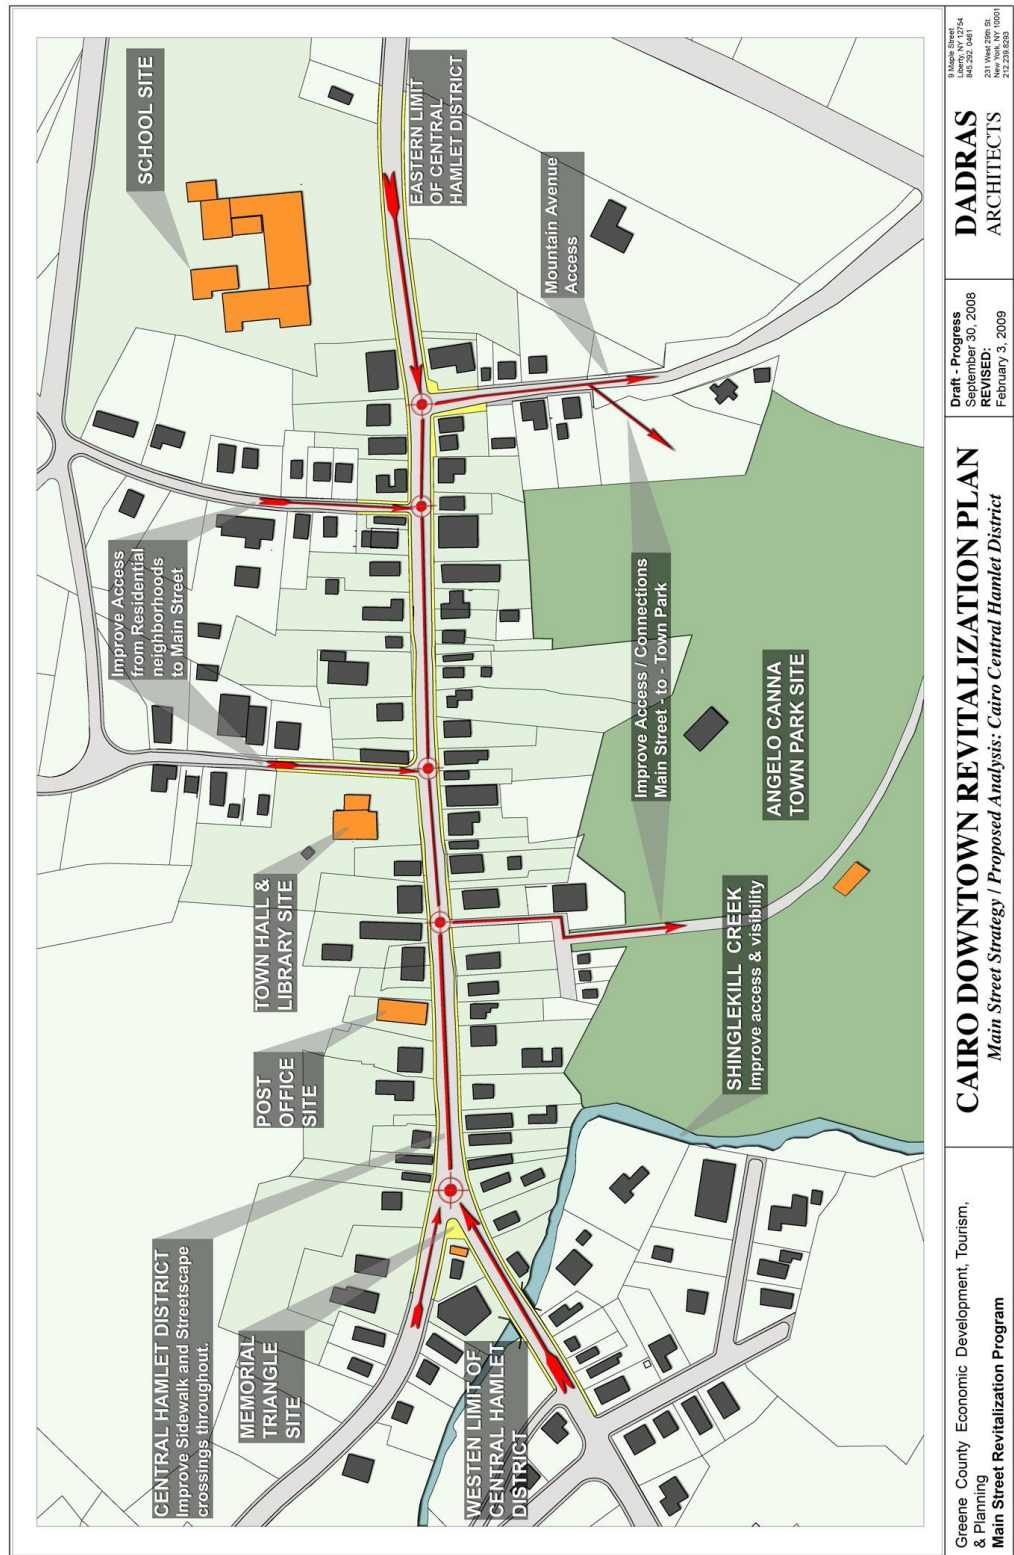 SCHOOL SITE
EASTERN LIMIT
OF CENTRAL
HAMLET DISTRICT
Mountain Avenue
Access
Improve Access
from Residential
neighborhoods
to Main Street
Improve Access / Connections
Main Street - to - Town Park
ANGELO CANNA
TOWN PARK SITE
TOWN HALL &
LIBRARY SITE
POST
OFFICE
SITE
SHINGLEKILL CREEK
Improve access & visibility
CENTRAL HAMLET DISTRICT
Improve Sidewalk and Streetscape
crossings throughout.
MEMORIAL
TRIANGLE
SITE
WESTEN LIMIT OF
CENTRAL HAMLET
DISTRICT
Greene County Economic Development, Tourism,
& Planning
Main Street Revitalization Program
CAIRO DOWNTOWN REVITALIZATION PLAN
Main Street Strategy / Proposed Analysis: Cairo Central Hamlet District
Draft - Progress
September 30, 2008
REVISED:
February 3, 2009
DADRAS
ARCHITECTS
9 Maple Street
Liberty, NY 12754
845.292. 0461
231 West 29th St.
New York, NY 10001
212.239.8293